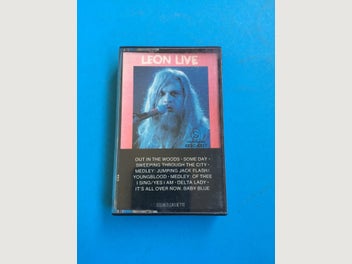 LEON LIVE
OUT IN THE WOODS • SOME DAY •
SWEEPING THROUGH THE CITY •
MEDLEY: JUMPING JACK FLASH/
YOUNGBLOOD • MEDLEY: OF THEE
I SING/YES I AM • DELTA LADY •
IT'S ALL OVER NOW, BABY BLUE